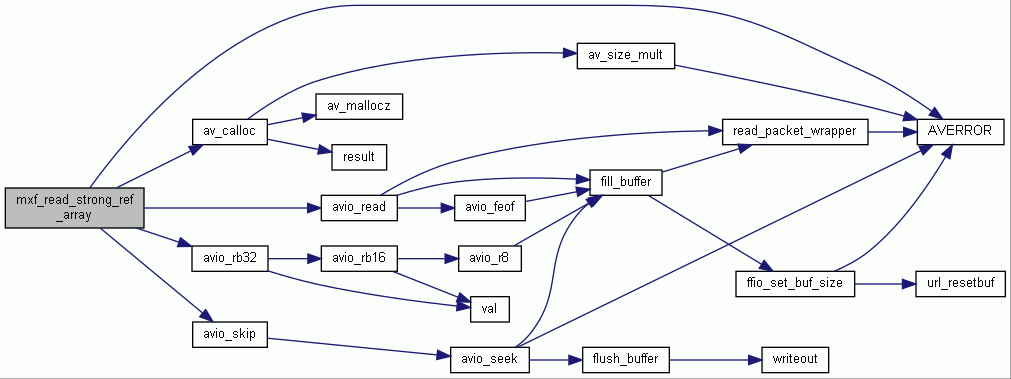 av_size_mult
av_mallocz
av_calloc
read_packet_wrapper
AVERROR
result
fill_buffer
mxf_read_strong_ref
_array
avio_read
avio_feof
avio_rb32
avio_rb16
avio_r8
ffio_set_buf_size
url_resetbuf
val
avio_skip
avio_seek
flush_buffer
writeout